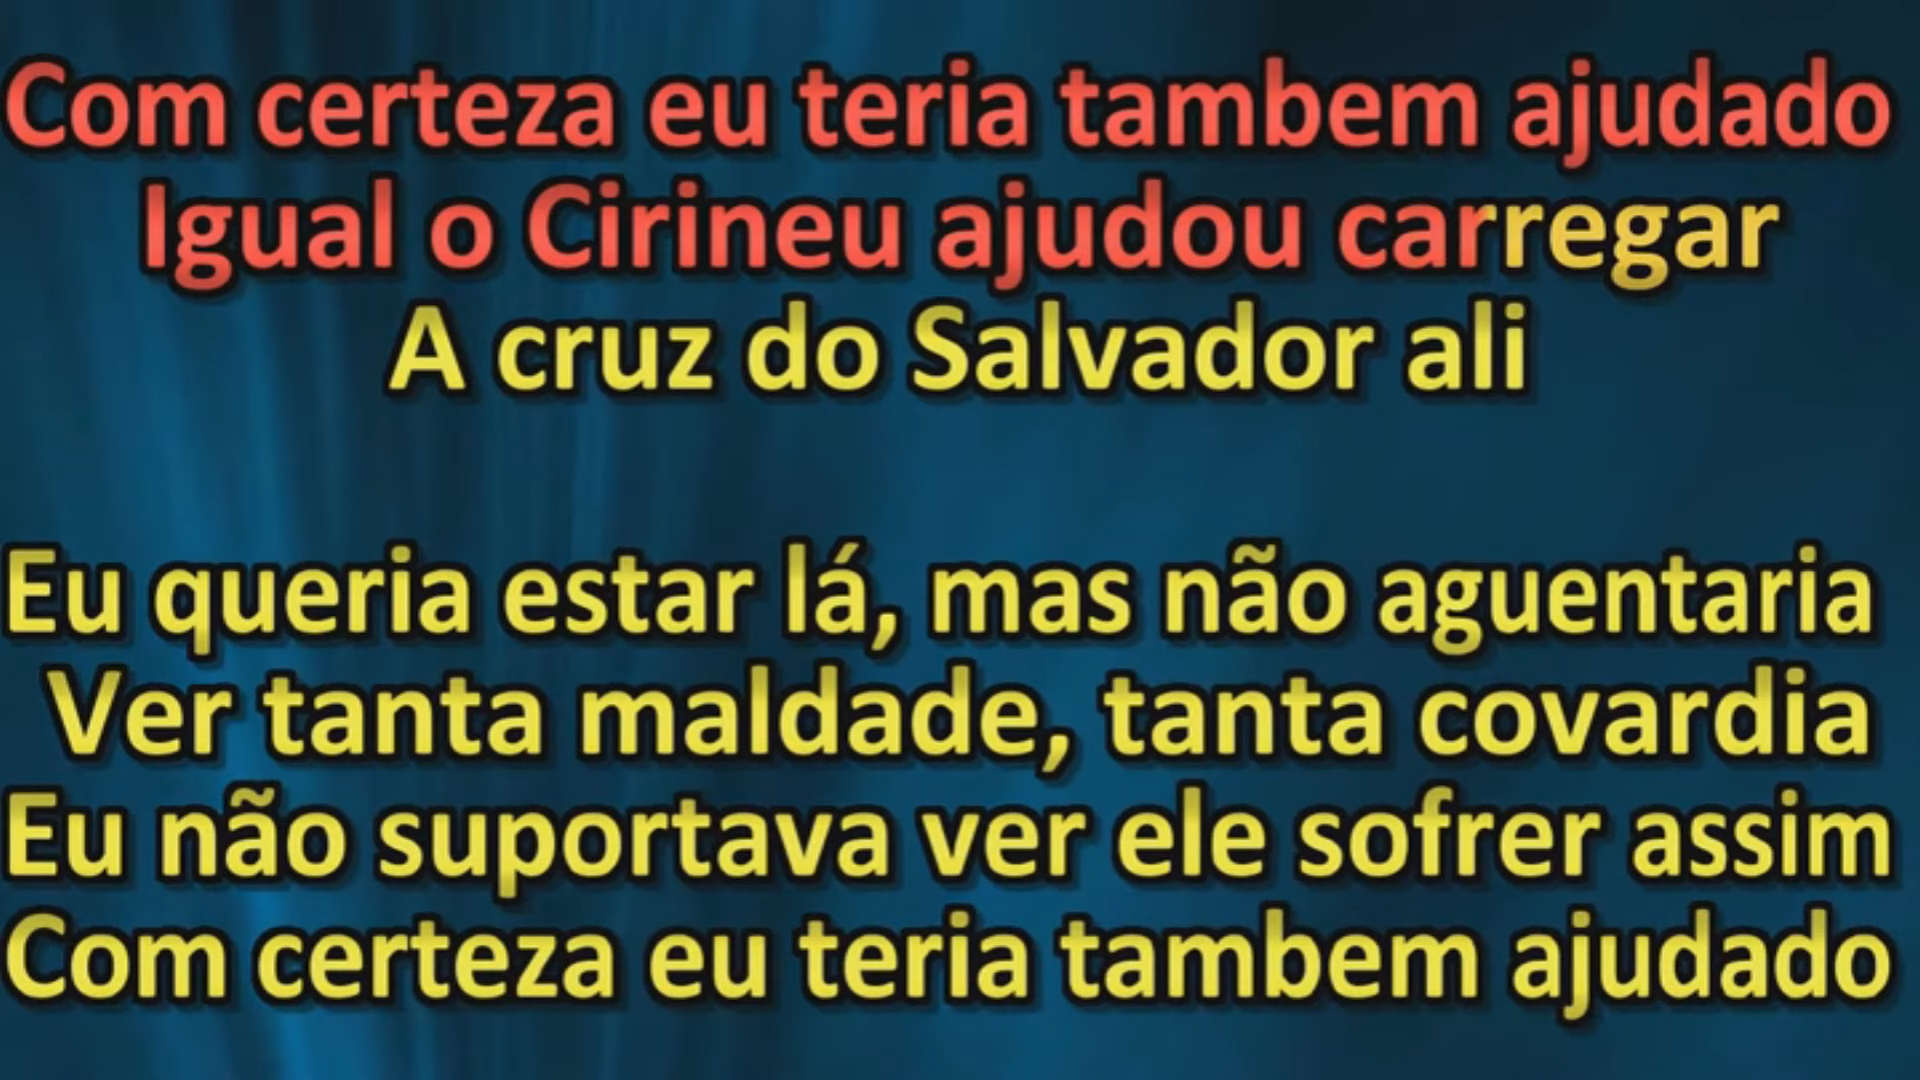 Com certeza eu teria tambem ajudado
Igual o Cirineu ajudou carregar
A cruz do Salvador ali
Eu queria estar lá, mas não aguentaria
Ver tanta maldade, tanta covardia
Eu não suportava ver ele sofrer assim
Com certeza eu teria tambem ajudado